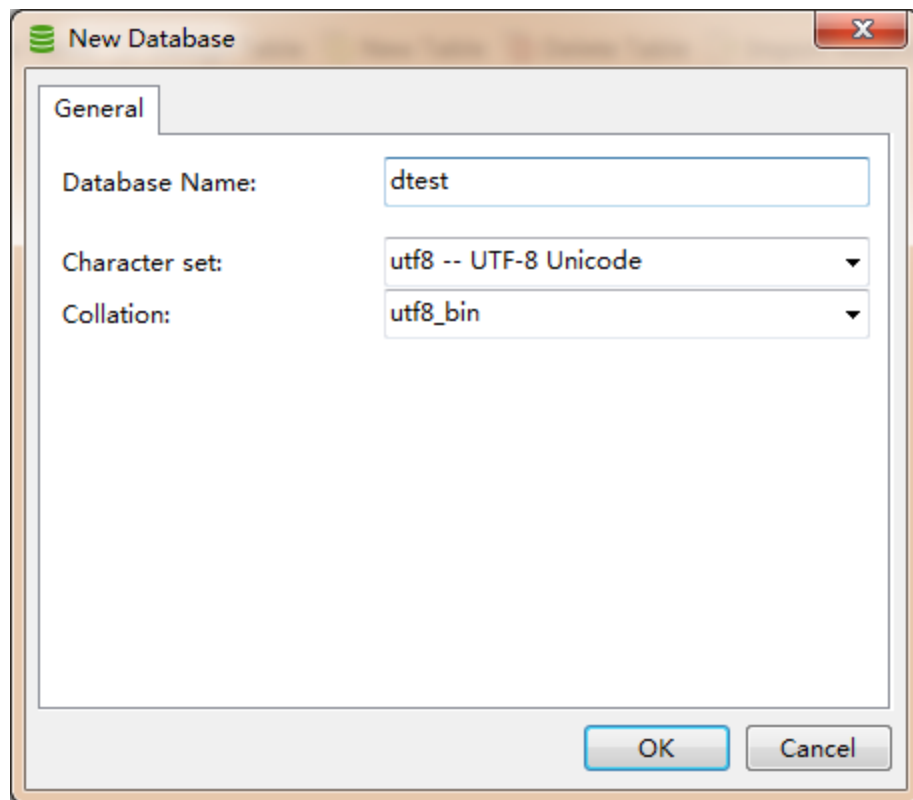 New Database
General
Database Name: dtest
Character set: utf8 -- UTF-8 Unicode
Collation: utf8_bin
OK Cancel